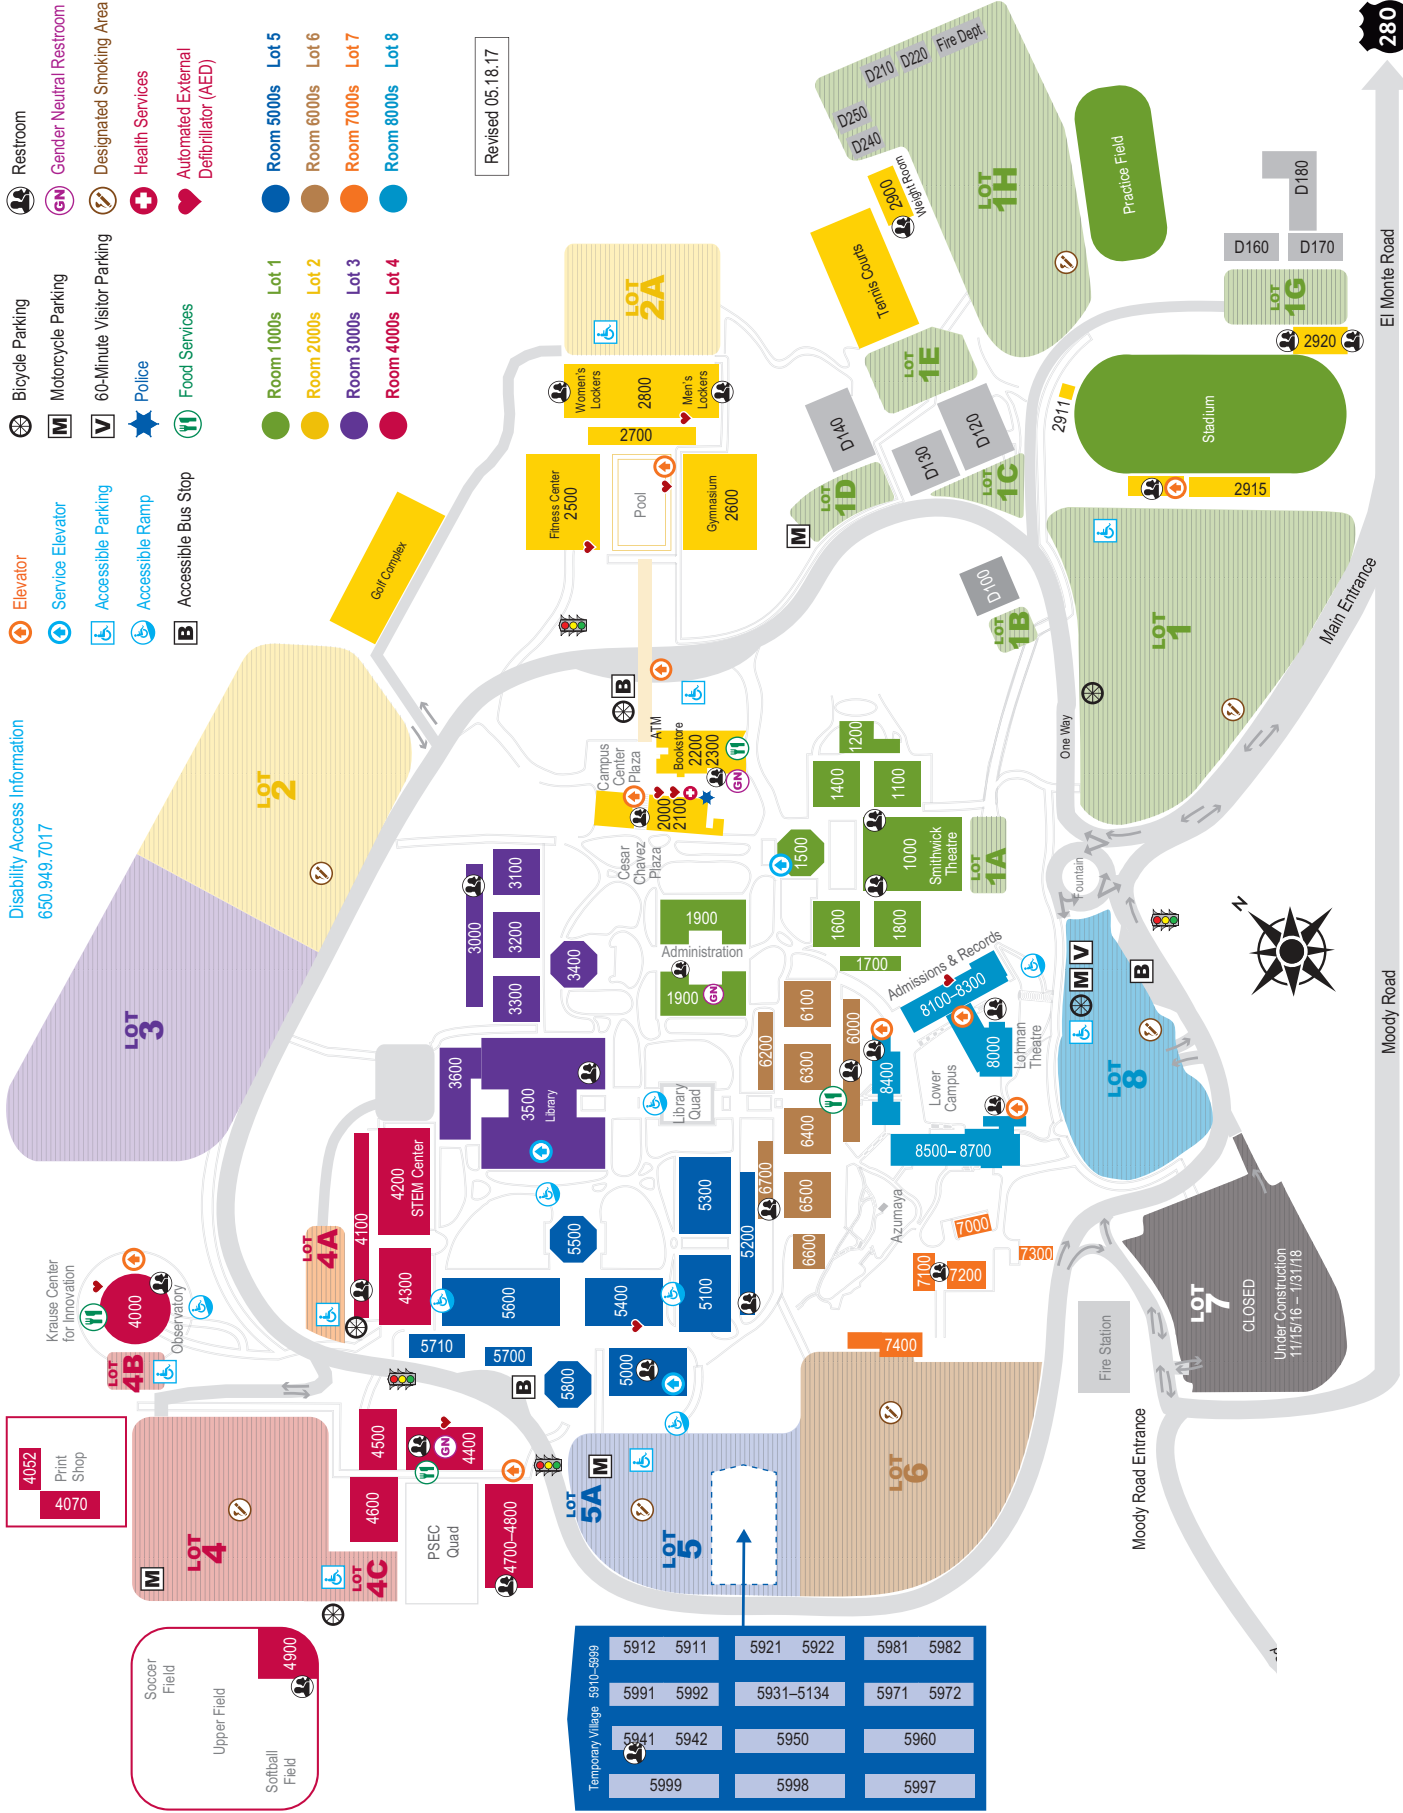 Disability Access Information
650.949.7017
Elevator
Service Elevator
Accessible Parking
Accessible Ramp
B Accessible Bus Stop
Bicycle Parking
M Motorcycle Parking
V 60-Minute Visitor Parking
Police
Food Services
Restroom
GN Gender Neutral Restroom
Designated Smoking Area
Health Services
Automated External
Defibrillator (AED)
Room 1000s Lot 1
Room 2000s Lot 2
Room 3000s Lot 3
Room 4000s Lot 4
Room 5000s Lot 5
Room 6000s Lot 6
Room 7000s Lot 7
Room 8000s Lot 8
Revised 05.18.17
280
El Monte Road
Moody Road
Main Entrance
One Way
Fountain
Moody Road Entrance
Fire Station
N
LOT
1
LOT
1A
LOT
1B
LOT
1C
LOT
1D
LOT
1E
LOT
1G
LOT
1H
LOT
2
LOT
2A
LOT
3
LOT
4
LOT
4A
LOT
4B
LOT
4C
LOT
5
LOT
5A
LOT
6
LOT
7
CLOSED
Under Construction
11/15/16 – 1/31/18
LOT
8
D210
D220
Fire Dept.
D250
D240
Practice Field
D180
D160
D170
2920
Stadium
2911
2915
2900
Weight Room
Tennis Courts
D140
D130
D120
D100
M
Women's
Lockers
2800
Men's
Lockers
2700
Fitness Center
2500
Pool
Gymnasium
2600
Golf Complex
B
ATM
Bookstore
2200
2300
GN
Campus
Center
Plaza
2000
2100
Cesar
Chavez
Plaza
1200
1400
1100
1500
1000
Smithwick
Theatre
1600
1800
1700
1900
Administration
1900
GN
3000
3100
3200
3300
3400
3500
Library
3600
Library
Quad
Krause Center
for Innovation
4000
Observatory
4100
4200
STEM Center
4300
4052
Print
Shop
4070
4500
4400
GN
4600
PSEC
Quad
4700–4800
4900
Soccer
Field
Upper Field
Softball
Field
M
5000
5100
5200
5300
5400
5500
5600
5700
5710
5800
B
M
6000
6100
6200
6300
6400
6500
6600
6700
7000
7100
7200
7300
7400
Azumaya
Admissions & Records
8100–8300
8000
Lohman
Theatre
8400
Lower
Campus
8500– 8700
M
V
B
Temporary Village 5910–5999
5912 5911
5921 5922
5981 5982
5991 5992
5931–5134
5971 5972
5941 5942
5950
5960
5999
5998
5997